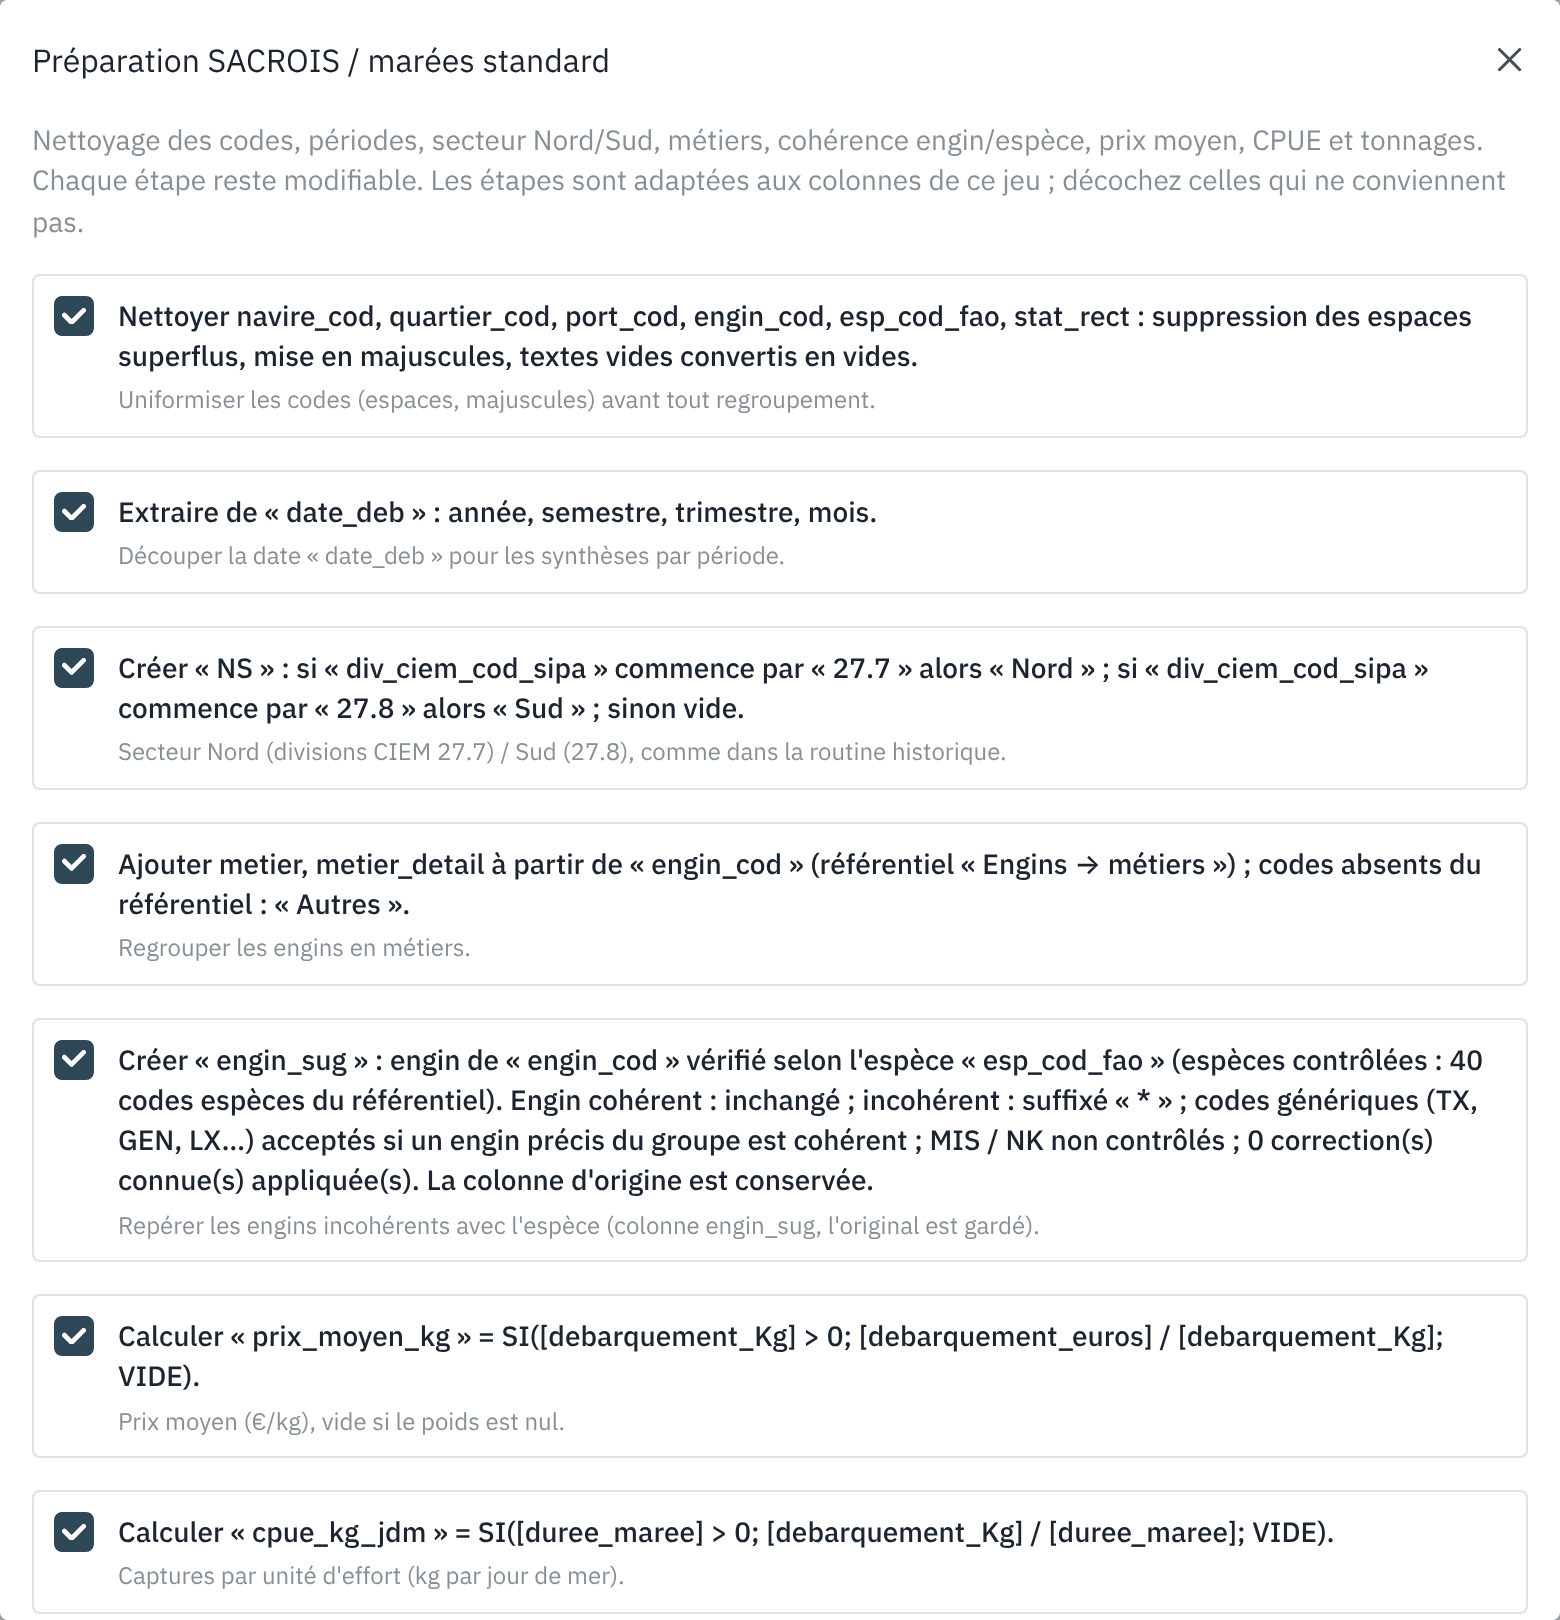 Préparation SACROIS / marées standard
Nettoyage des codes, périodes, secteur Nord/Sud, métiers, cohérence engin/espèce, prix moyen, CPUE et tonnages.
Chaque étape reste modifiable. Les étapes sont adaptées aux colonnes de ce jeu ; décochez celles qui ne conviennent
pas.
Nettoyer navire_cod, quartier_cod, port_cod, engin_cod, esp_cod_fao, stat_rect : suppression des espaces
superflus, mise en majuscules, textes vides convertis en vides.
Uniformiser les codes (espaces, majuscules) avant tout regroupement.
Extraire de « date_deb » : année, semestre, trimestre, mois.
Découper la date « date_deb » pour les synthèses par période.
Créer « NS » : si « div_ciem_cod_sipa » commence par « 27.7 » alors « Nord » ; si « div_ciem_cod_sipa »
commence par « 27.8 » alors « Sud » ; sinon vide.
Secteur Nord (divisions CIEM 27.7) / Sud (27.8), comme dans la routine historique.
Ajouter metier, metier_detail à partir de « engin_cod » (référentiel « Engins → métiers ») ; codes absents du
référentiel : « Autres ».
Regrouper les engins en métiers.
Créer « engin_sug » : engin de « engin_cod » vérifié selon l'espèce « esp_cod_fao » (espèces contrôlées : 40
codes espèces du référentiel). Engin cohérent : inchangé ; incohérent : suffixé « * » ; codes génériques (TX,
GEN, LX…) acceptés si un engin précis du groupe est cohérent ; MIS / NK non contrôlés ; 0 correction(s)
connue(s) appliquée(s). La colonne d'origine est conservée.
Repérer les engins incohérents avec l'espèce (colonne engin_sug, l'original est gardé).
Calculer « prix_moyen_kg » = SI([debarquement_Kg] > 0; [debarquement_euros] / [debarquement_Kg];
VIDE).
Prix moyen (€/kg), vide si le poids est nul.
Calculer « cpue_kg_jdm » = SI([duree_maree] > 0; [debarquement_Kg] / [duree_maree]; VIDE).
Captures par unité d'effort (kg par jour de mer).